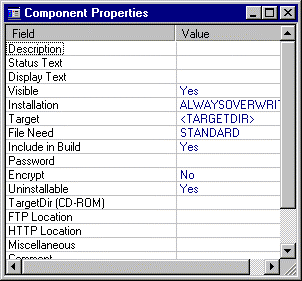 Component Properties
Field Value
Description
Status Text
Display Text
Visible Yes
Installation ALWAYSOVERWRIT
Target <TARGETDIR>
File Need STANDARD
Include in Build Yes
Password
Encrypt No
Uninstallable Yes
TargetDir (CD-ROM)
FTP Location
HTTP Location
Miscellaneous
Comment